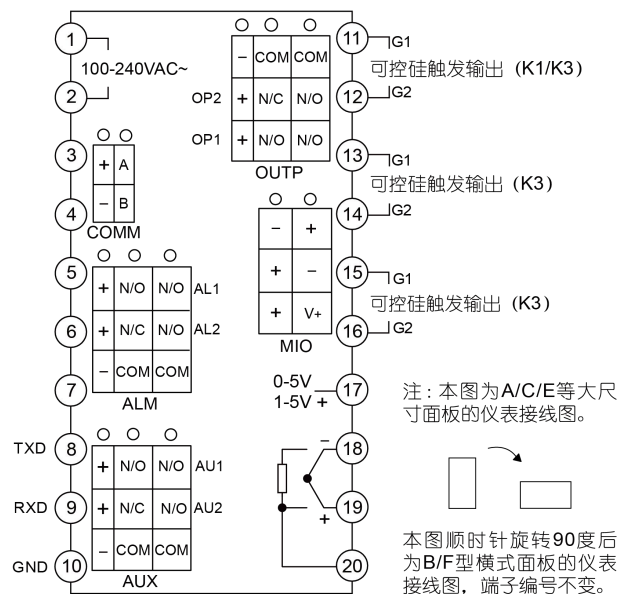 1
100-240VAC~
2
3
+ A
4
− B
COMM
5
+ N/O N/O AL1
6
+ N/C N/O AL2
7
− COM COM
ALM
TXD 8
+ N/O N/O AU1
RXD 9
+ N/C N/O AU2
GND 10
− COM COM
AUX
− COM COM
OP2 + N/C N/O
OP1 + N/O N/O
OUTP
− +
+ −
+ V+
MIO
0-5V
1-5V +
17
− 18
+ 19
20
11 G1
可控硅触发输出 (K1/K3)
12 G2
13 G1
可控硅触发输出 (K3)
14 G2
15 G1
可控硅触发输出 (K3)
16 G2
注：本图为A/C/E等大尺
寸面板的仪表接线图。
本图顺时针旋转90度后
为B/F型横式面板的仪表
接线图，端子编号不变。